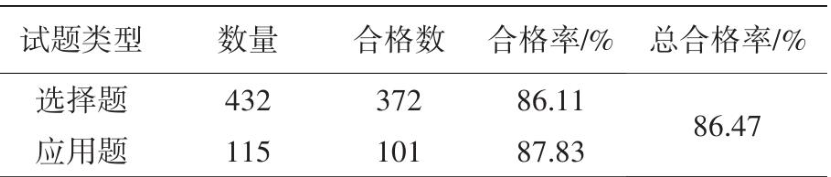 试题类型 数量 合格数 合格率/% 总合格率/%
选择题 432 372 86.11
86.47
应用题 115 101 87.83